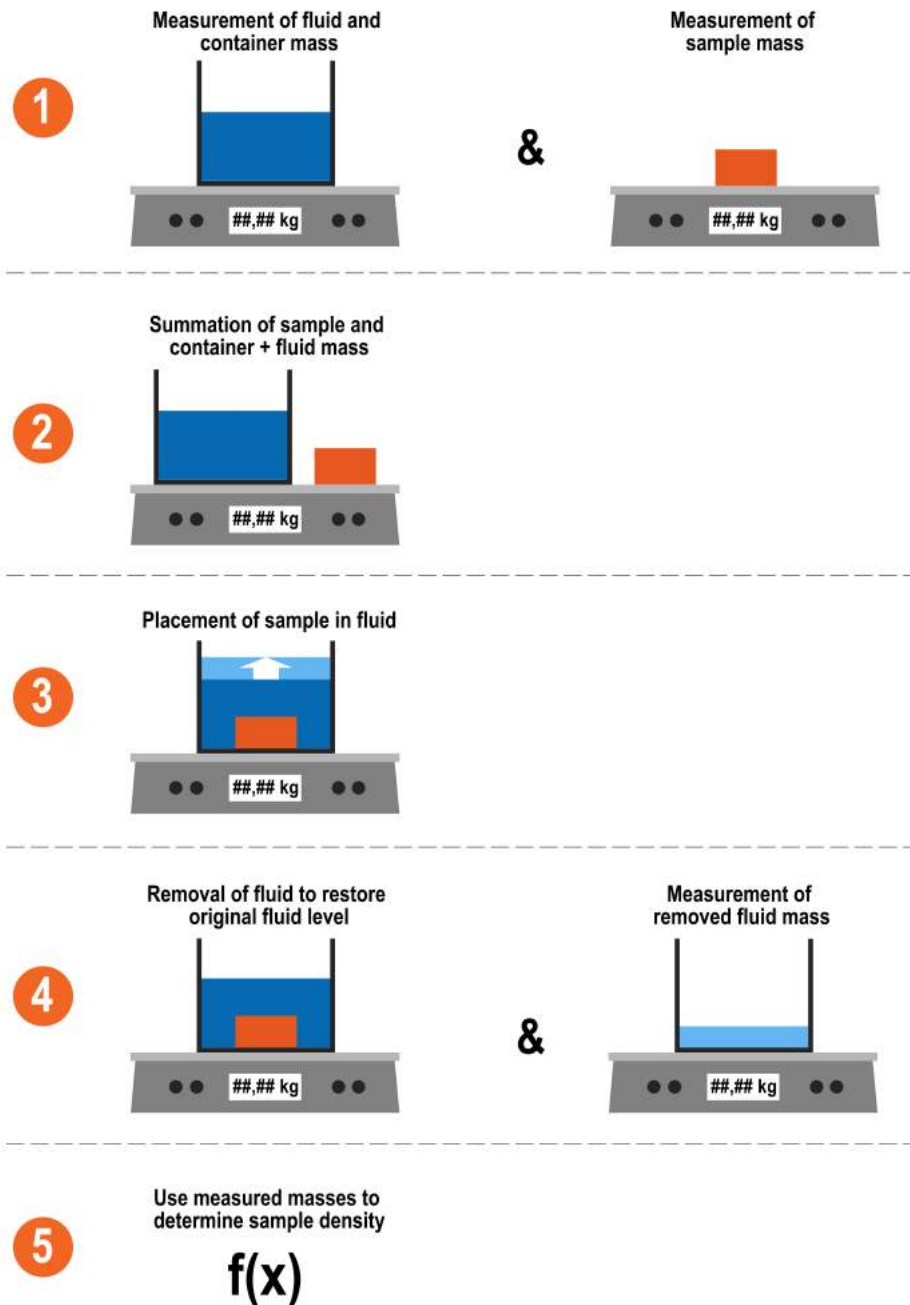 Measurement of fluid and
container mass
Measurement of
sample mass
1
&
##,## kg
##,## kg
Summation of sample and
container + fluid mass
2
##,## kg
Placement of sample in fluid
3
##,## kg
Removal of fluid to restore
original fluid level
Measurement of
removed fluid mass
4
&
##,## kg
##,## kg
Use measured masses to
determine sample density
5
f(x)